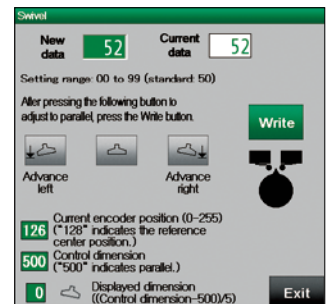 Swivel
New data 52 Current data 52
Setting range: 00 to 99 (standard: 50)
After pressing the following button to
adjust to parallel, press the Write button.
Write
Advance left
Advance right
126 Current encoder position (0-255)
("128" indicates the reference
center position.)
500 Control dimension
("500" indicates parallel.)
0 Displayed dimension
((Control dimension-500)/5)
Exit